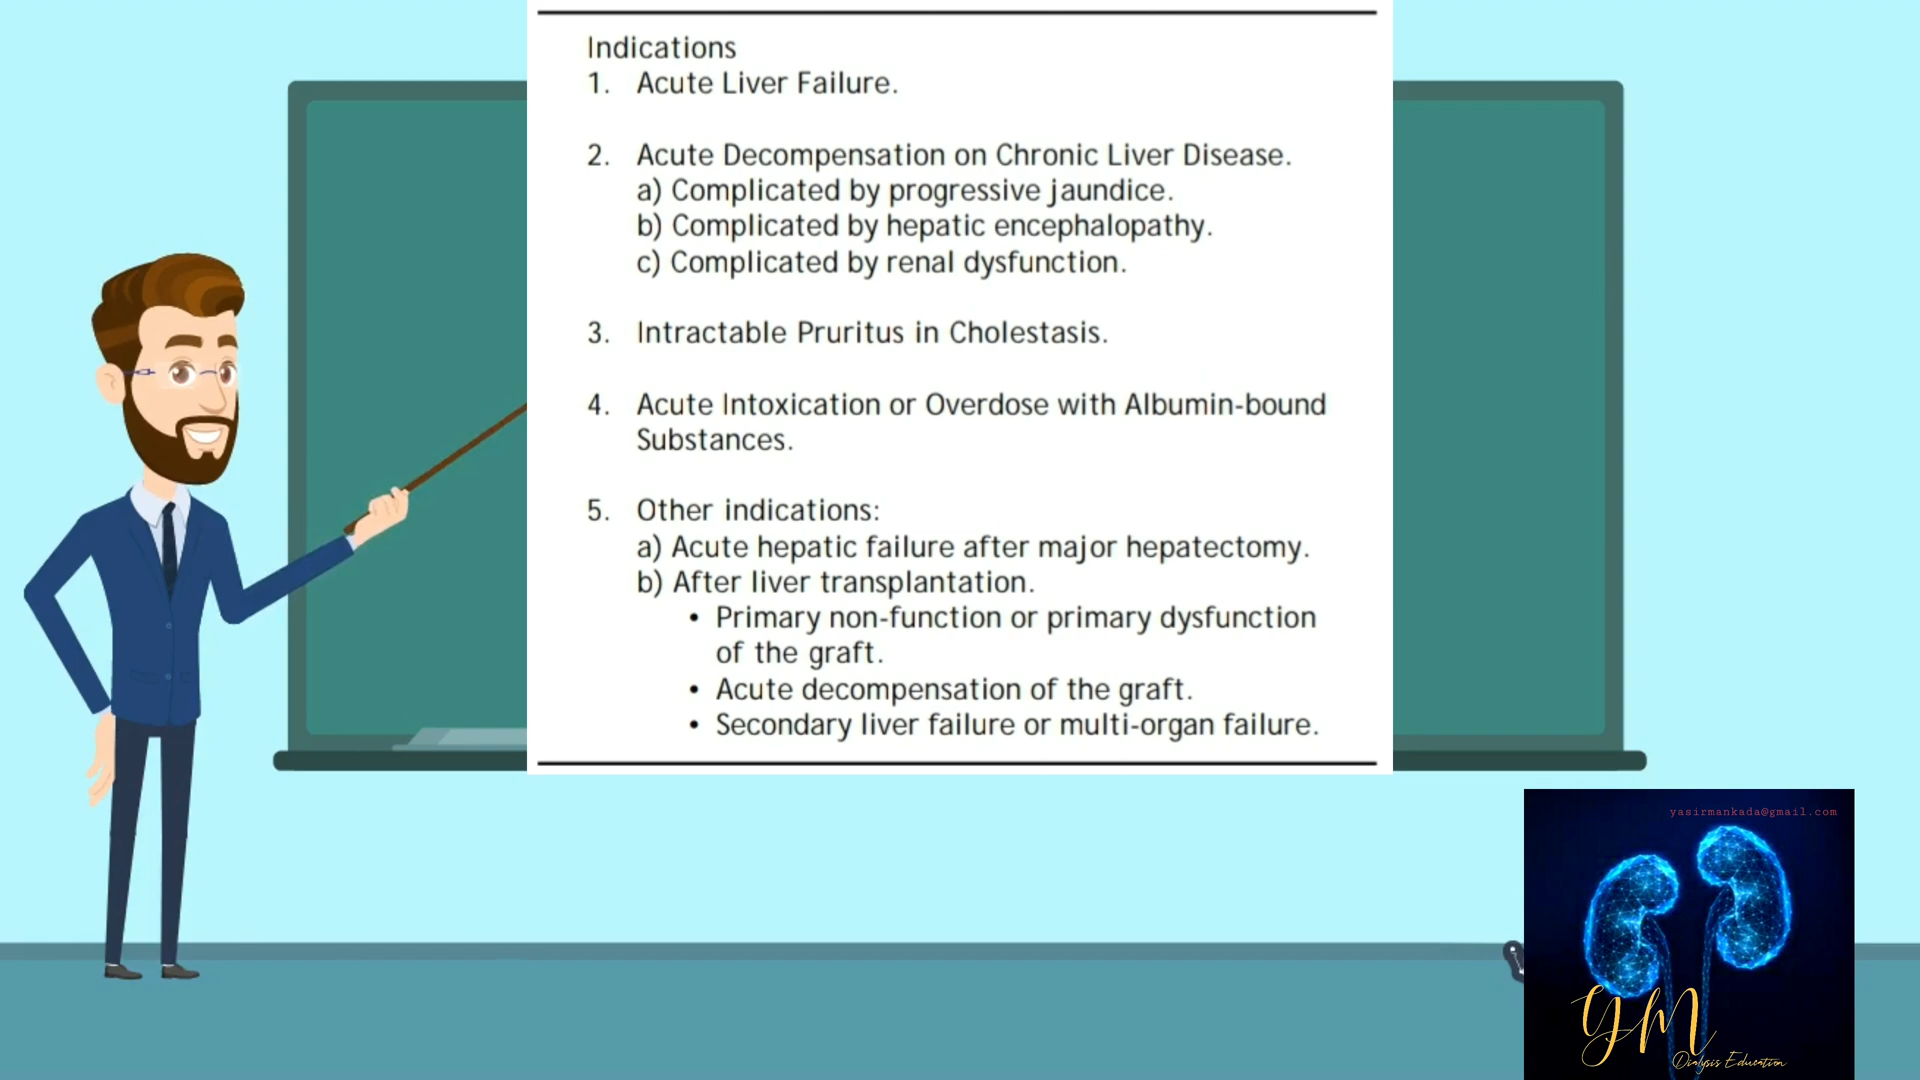 Indications
1. Acute Liver Failure.
2. Acute Decompensation on Chronic Liver Disease.
a) Complicated by progressive jaundice.
b) Complicated by hepatic encephalopathy.
c) Complicated by renal dysfunction.
3. Intractable Pruritus in Cholestasis.
4. Acute Intoxication or Overdose with Albumin-bound
Substances.
5. Other indications:
a) Acute hepatic failure after major hepatectomy.
b) After liver transplantation.
• Primary non-function or primary dysfunction
of the graft.
• Acute decompensation of the graft.
• Secondary liver failure or multi-organ failure.
yasirmankada@gmail.com
YM
Dialysis Education